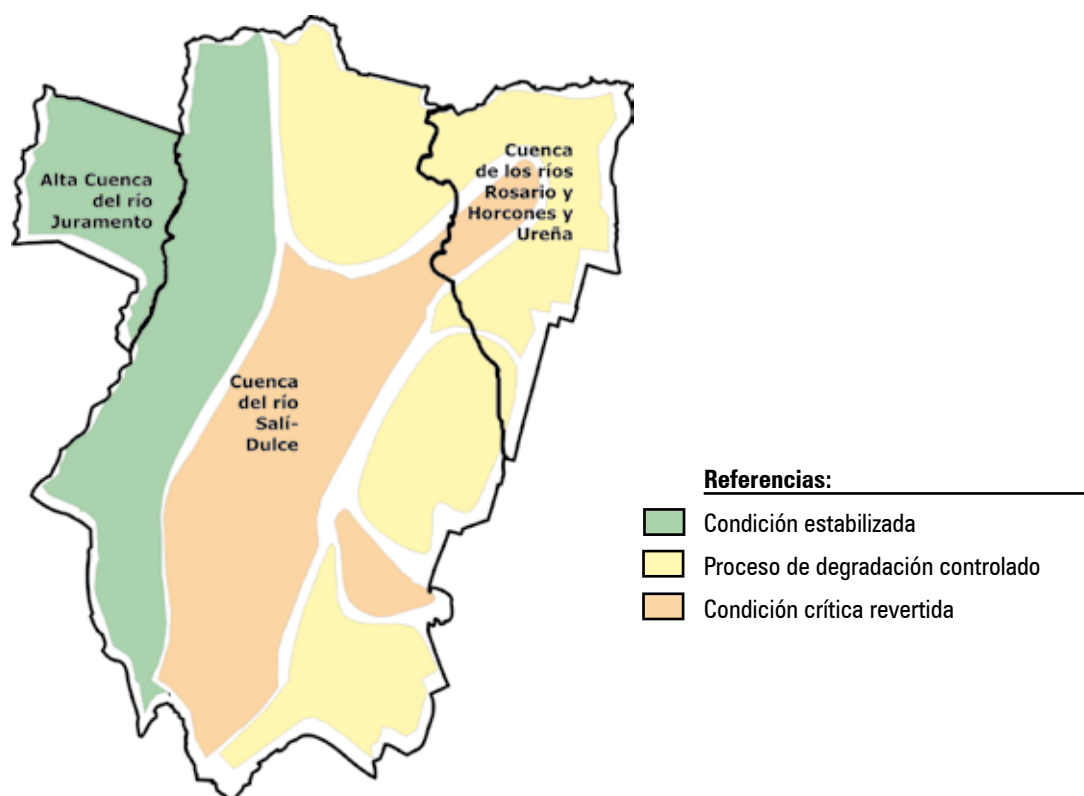 Alta Cuenca
del río
Juramento
Cuenca
de los ríos
Rosario y
Horcones y
Ureña
Cuenca
del río
Salí-
Dulce
Referencias:
Condición estabilizada
Proceso de degradación controlado
Condición crítica revertida